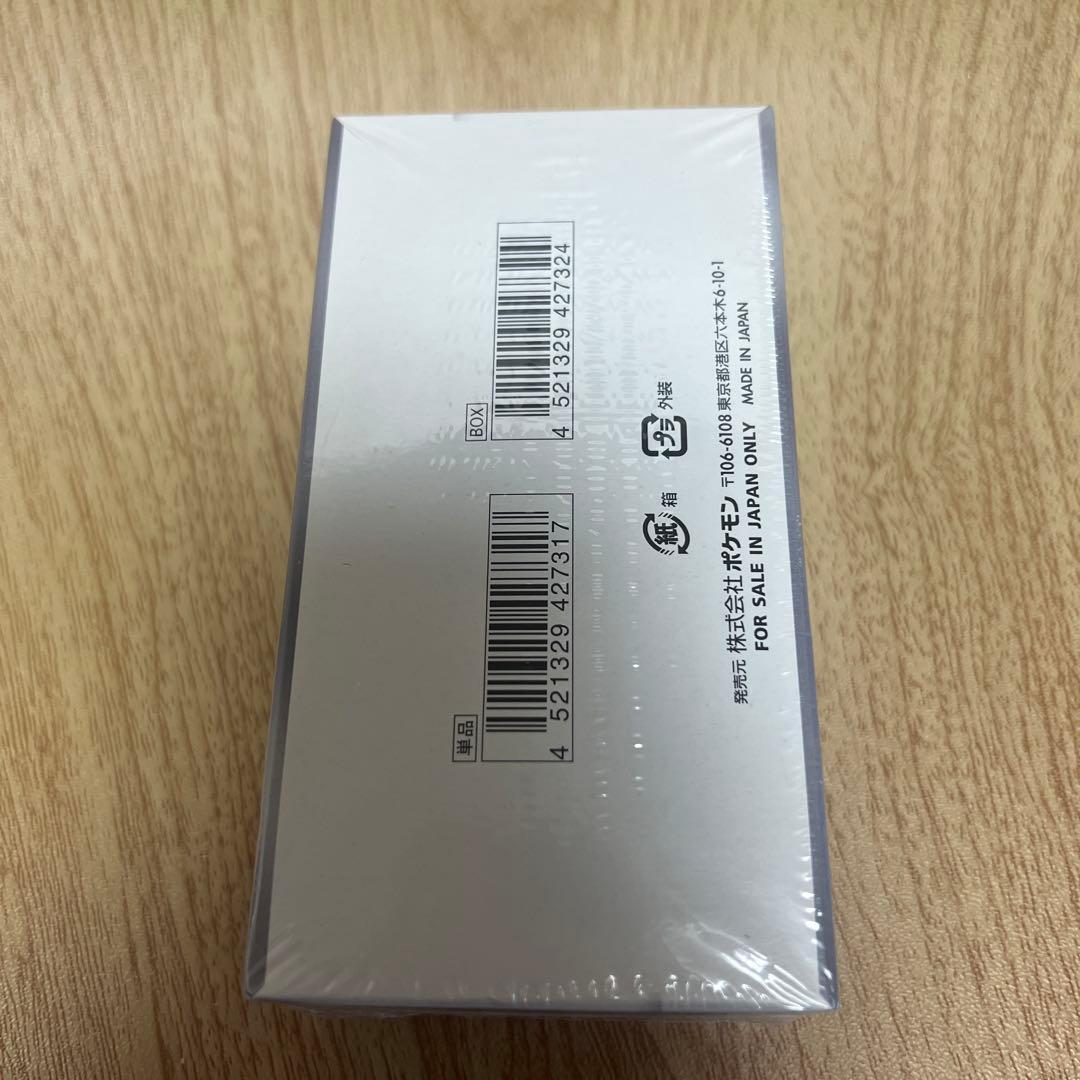 単品
4 521329 427317
BOX
4 521329 427324
紙 箱
プラ 外装
発売元 株式会社 ポケモン 〒106-6108 東京都港区六本木6-10-1
FOR SALE IN JAPAN ONLY MADE IN JAPAN